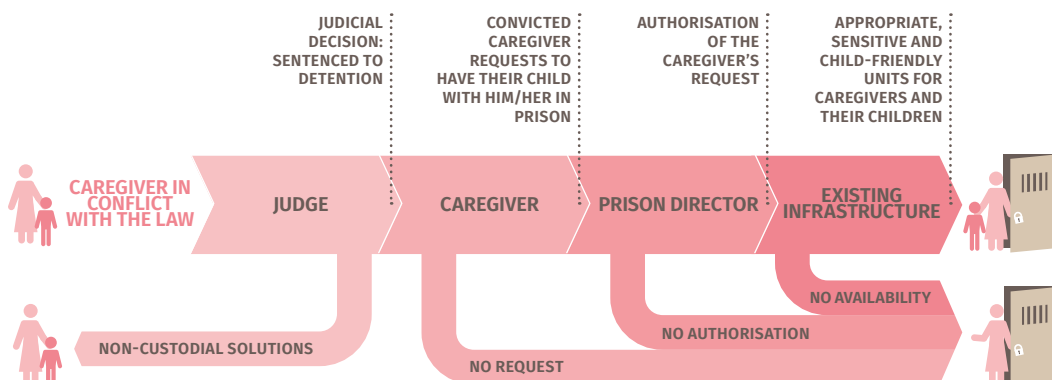 JUDICIAL
DECISION:
SENTENCED TO
DETENTION
CONVICTED
CAREGIVER
REQUESTS TO
HAVE THEIR CHILD
WITH HIM/HER IN
PRISON
AUTHORISATION
OF THE
CAREGIVER'S
REQUEST
APPROPRIATE,
SENSITIVE AND
CHILD-FRIENDLY
UNITS FOR
CAREGIVERS AND
THEIR CHILDREN
CAREGIVER IN
CONFLICT
WITH THE LAW
JUDGE
CAREGIVER
PRISON DIRECTOR
EXISTING
INFRASTRUCTURE
NO AVAILABILITY
NO AUTHORISATION
NON-CUSTODIAL SOLUTIONS
NO REQUEST